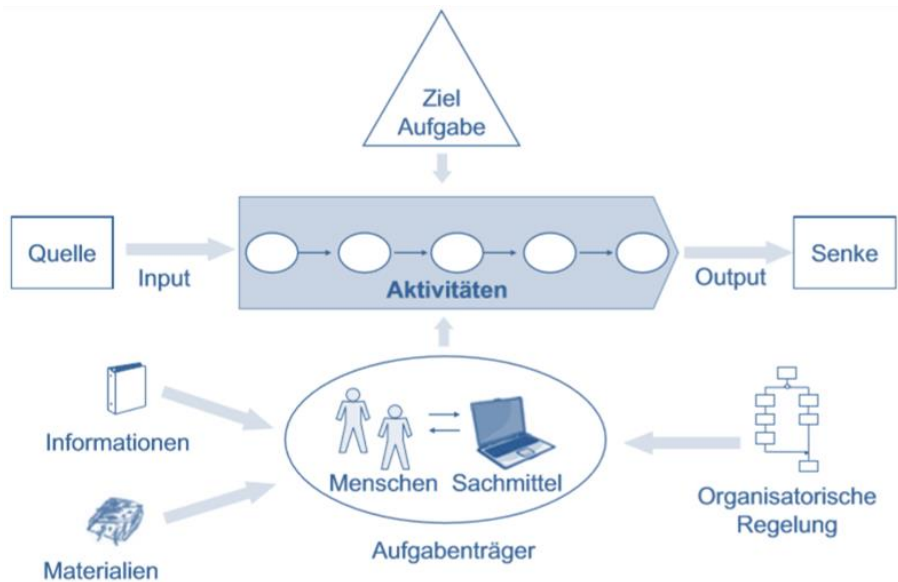 Ziel
Aufgabe
Quelle
Input
Aktivitäten
Output
Senke
Informationen
Menschen
Sachmittel
Organisatorische
Regelung
Aufgabenträger
Materialien